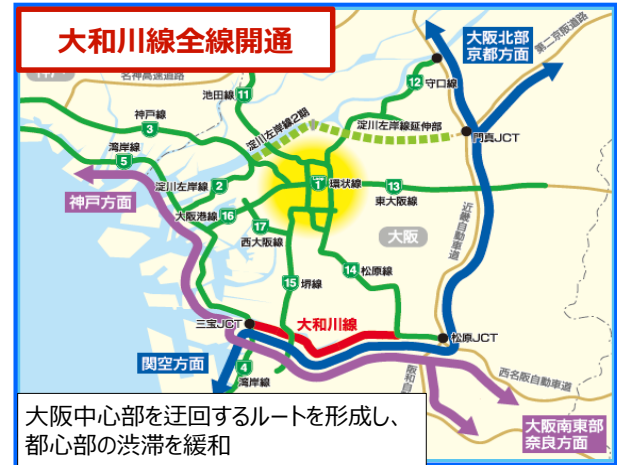 大和川線全線開通
名神高速道路
大阪北部
京都方面
第二京阪道路
池田線 11
12 守口線
神戸線
3
淀川左岸線2期
淀川左岸線延伸部
門真JCT
湾岸線
5
淀川左岸線 2
1 環状線
13
東大阪線
神戸方面
大阪港線 16
17
西大阪線
大阪
近畿自動車道
14 松原線
15 堺線
三宝JCT
大和川線
松原JCT
関空方面
4
湾岸線
阪和自
西名阪自動車道
大阪南東部
奈良方面
大阪中心部を迂回するルートを形成し、
都心部の渋滞を緩和